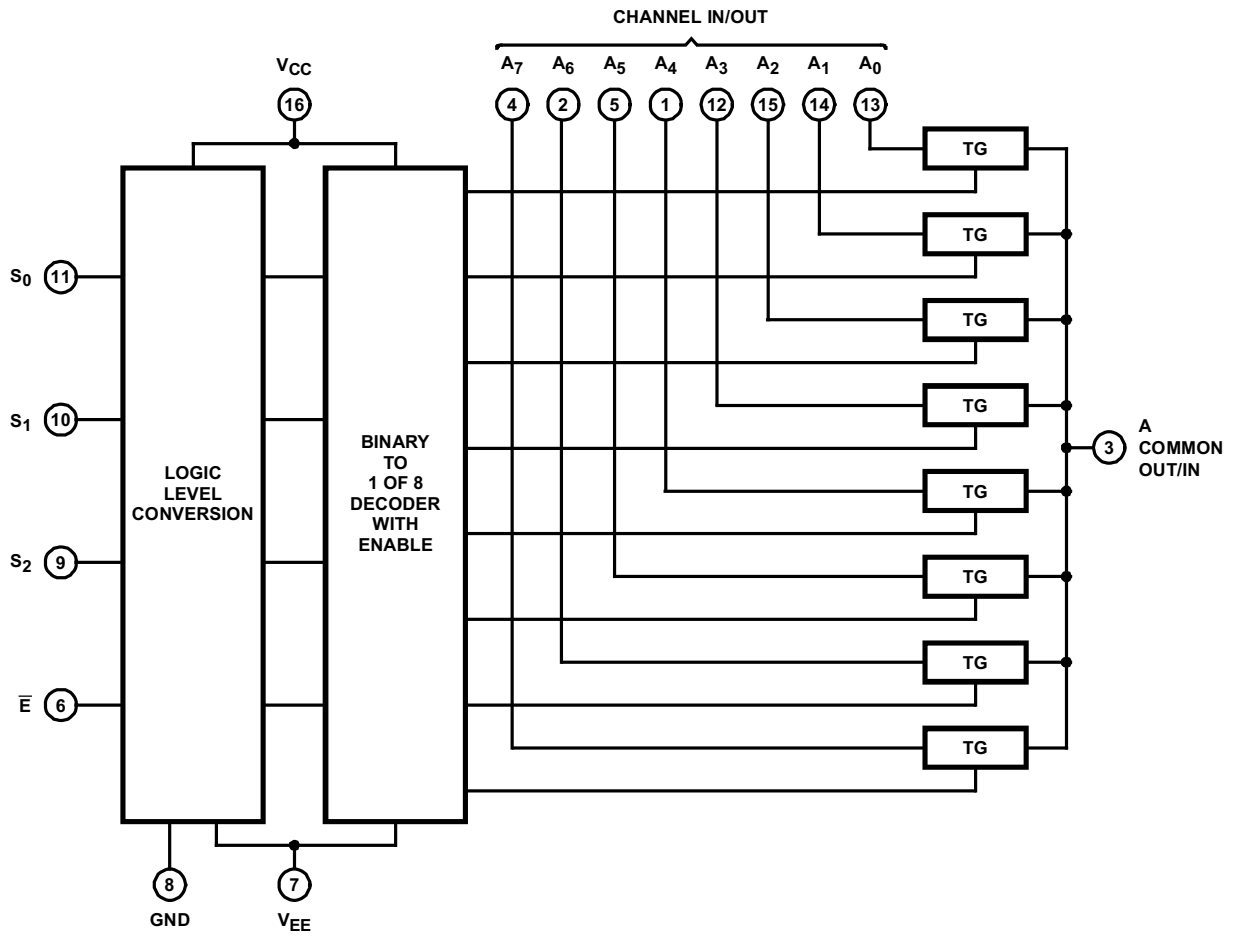 CHANNEL IN/OUT
VCC
A7 A6 A5 A4 A3 A2 A1 A0
16
4 2 5 1 12 15 14 13
TG
TG
S0 11
TG
TG
S1 10
BINARY
TO
1 OF 8
DECODER
WITH
ENABLE
LOGIC
LEVEL
CONVERSION
3
A
COMMON
OUT/IN
TG
S2 9
TG
TG
E̅ 6
TG
8
7
GND
VEE